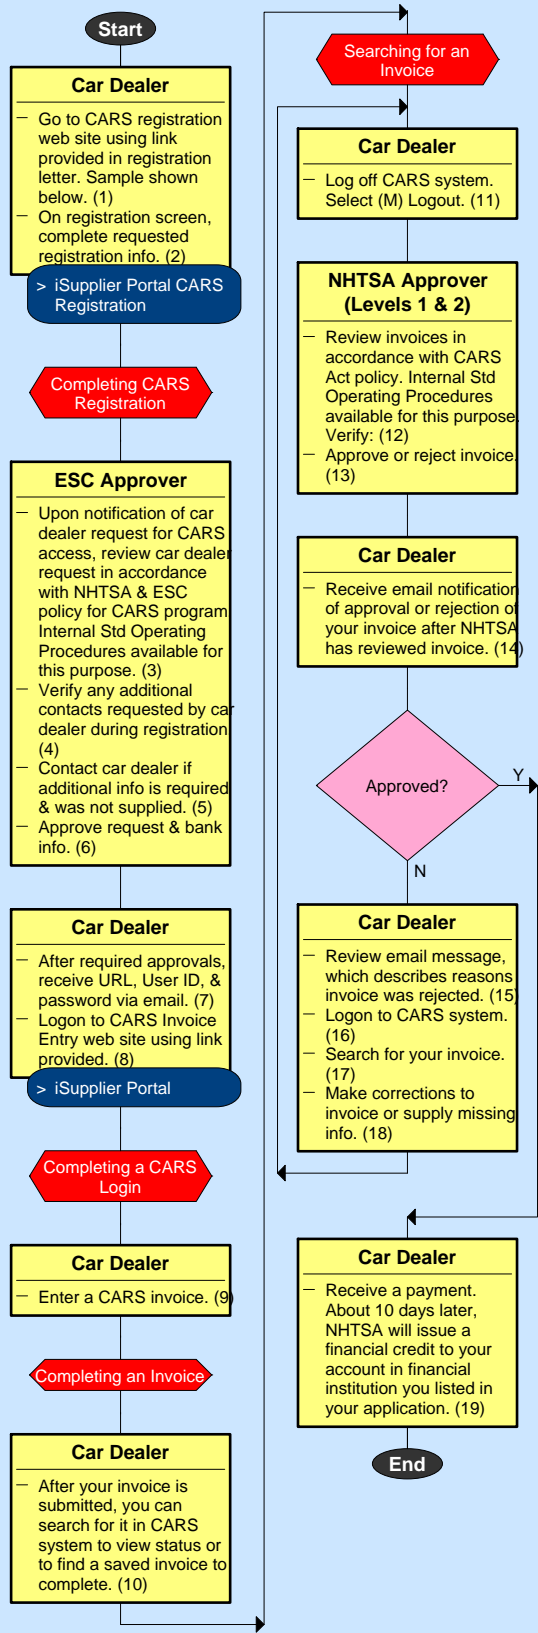 Start
Car Dealer
— Go to CARS registration
web site using link
provided in registration
letter. Sample shown
below. (1)
— On registration screen,
complete requested
registration info. (2)
> iSupplier Portal CARS
Registration
Completing CARS
Registration
ESC Approver
— Upon notification of car
dealer request for CARS
access, review car dealer
request in accordance
with NHTSA & ESC
policy for CARS program.
Internal Std Operating
Procedures available for
this purpose. (3)
— Verify any additional
contacts requested by car
dealer during registration.
(4)
— Contact car dealer if
additional info is required
& was not supplied. (5)
— Approve request & bank
info. (6)
Car Dealer
— After required approvals,
receive URL, User ID, &
password via email. (7)
— Logon to CARS Invoice
Entry web site using link
provided. (8)
> iSupplier Portal
Completing a CARS
Login
Car Dealer
— Enter a CARS invoice. (9)
Completing an Invoice
Car Dealer
— After your invoice is
submitted, you can
search for it in CARS
system to view status or
to find a saved invoice to
complete. (10)
Searching for an
Invoice
Car Dealer
— Log off CARS system.
Select (M) Logout. (11)
NHTSA Approver
(Levels 1 & 2)
— Review invoices in
accordance with CARS
Act policy. Internal Std
Operating Procedures
available for this purpose.
Verify: (12)
— Approve or reject invoice.
(13)
Car Dealer
— Receive email notification
of approval or rejection of
your invoice after NHTSA
has reviewed invoice. (14)
Approved?
Y
N
Car Dealer
— Review email message,
which describes reasons
invoice was rejected. (15)
— Logon to CARS system.
(16)
— Search for your invoice.
(17)
— Make corrections to
invoice or supply missing
info. (18)
Car Dealer
— Receive a payment.
About 10 days later,
NHTSA will issue a
financial credit to your
account in financial
institution you listed in
your application. (19)
End